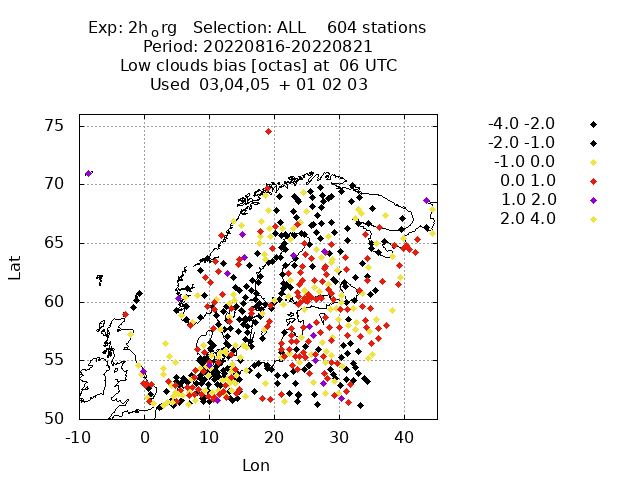 Exp: 2h_org   Selection: ALL    604 stations
Period: 20220816-20220821
Low clouds bias [octas] at  06 UTC
Used  03,04,05  + 01 02 03
-4.0 -2.0
-2.0 -1.0
-1.0 0.0
0.0 1.0
1.0 2.0
2.0 4.0
75
70
65
60
55
50
Lat
-10 0 10 20 30 40
Lon